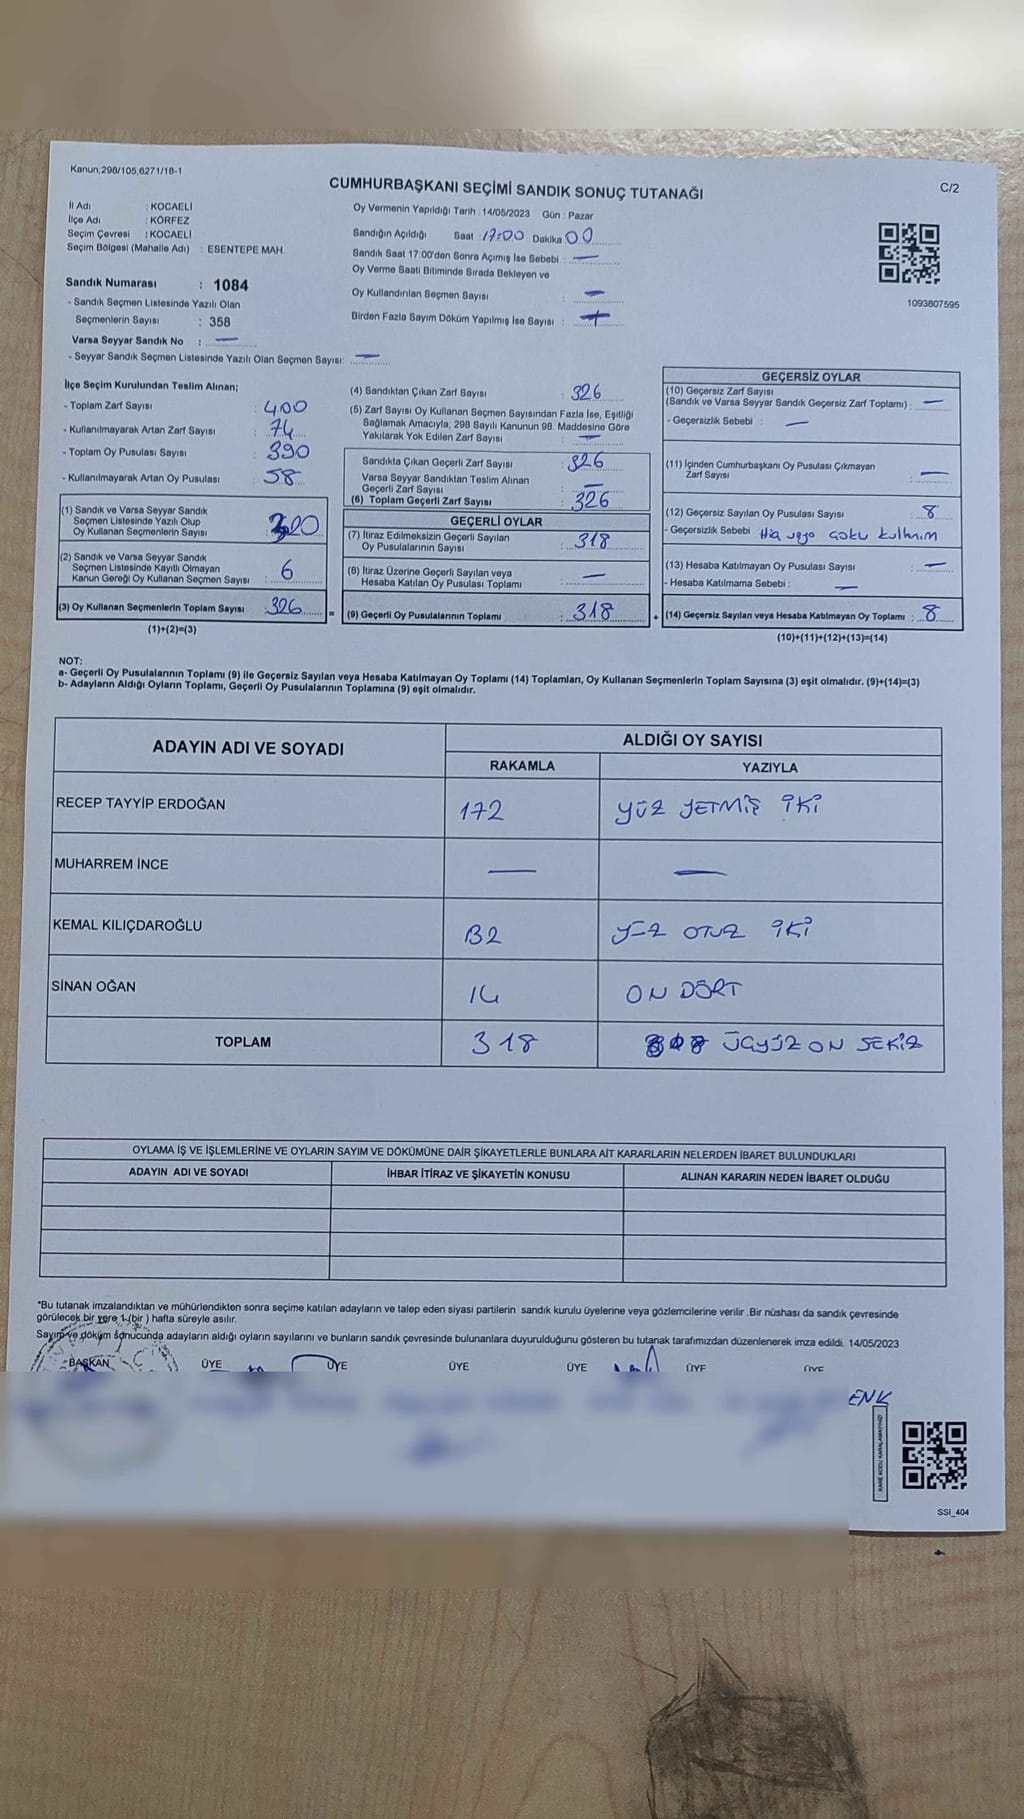 Kanun;298/105,6271/18-1
CUMHURBAŞKANI SEÇİMİ SANDIK SONUÇ TUTANAĞI
C/2
İl Adı : KOCAELİ
İlçe Adı : KÖRFEZ
Seçim Çevresi : KOCAELİ
Seçim Bölgesi (Mahalle Adı) : ESENTEPE MAH.
Oy Vermenin Yapıldığı Tarih : 14/05/2023 Gün : Pazar
Sandığın Açıldığı Saat 17:00 Dakika 00
Sandık Saat 17.00'den Sonra Açımış İse Sebebi : —
Oy Verme Saati Bitiminde Sırada Bekleyen ve
Oy Kullandırılan Seçmen Sayısı : —
Birden Fazla Sayım Döküm Yapılmış İse Sayısı :
1093807595
Sandık Numarası : 1084
- Sandık Seçmen Listesinde Yazılı Olan
Seçmenlerin Sayısı : 358
Varsa Seyyar Sandık No : —
- Seyyar Sandık Seçmen Listesinde Yazılı Olan Seçmen Sayısı: —
İlçe Seçim Kurulundan Teslim Alınan;
- Toplam Zarf Sayısı : 400
- Kullanılmayarak Artan Zarf Sayısı : 74
- Toplam Oy Pusulası Sayısı : 390
- Kullanılmayarak Artan Oy Pusulası : 58
(1) Sandık ve Varsa Seyyar Sandık
Seçmen Listesinde Yazılı Olup
Oy Kullanan Seçmenlerin Sayısı : 320
(2) Sandık ve Varsa Seyyar Sandık
Seçmen Listesinde Kayıtlı Olmayan
Kanun Gereği Oy Kullanan Seçmen Sayısı : 6
(3) Oy Kullanan Seçmenlerin Toplam Sayısı : 326
(1)+(2)=(3)
=
(4) Sandıktan Çıkan Zarf Sayısı : 326
(5) Zarf Sayısı Oy Kullanan Seçmen Sayısından Fazla İse, Eşitliği
Sağlamak Amacıyla, 298 Sayılı Kanunun 98. Maddesine Göre
Yakılarak Yok Edilen Zarf Sayısı : —
Sandıkta Çıkan Geçerli Zarf Sayısı : 326
Varsa Seyyar Sandıktan Teslim Alınan
Geçerli Zarf Sayısı : —
(6) Toplam Geçerli Zarf Sayısı : 326
GEÇERLİ OYLAR
(7) İtiraz Edilmeksizin Geçerli Sayılan
Oy Pusulalarının Sayısı : 318
(8) İtiraz Üzerine Geçerli Sayılan veya
Hesaba Katılan Oy Pusulası Toplamı : —
(9) Geçerli Oy Pusulalarının Toplamı : 318
+
GEÇERSİZ OYLAR
(10) Geçersiz Zarf Sayısı
(Sandık ve Varsa Seyyar Sandık Geçersiz Zarf Toplamı) : —
- Geçersizlik Sebebi : —
(11) İçinden Cumhurbaşkanı Oy Pusulası Çıkmayan
Zarf Sayısı : —
(12) Geçersiz Sayılan Oy Pusulası Sayısı : 8
- Geçersizlik Sebebi : Hiç veya çoklu kullanım
(13) Hesaba Katılmayan Oy Pusulası Sayısı : —
- Hesaba Katılmama Sebebi : —
(14) Geçersiz Sayılan veya Hesaba Katılmayan Oy Toplamı : 8
(10)+(11)+(12)+(13)=(14)
NOT:
a- Geçerli Oy Pusulalarının Toplamı (9) ile Geçersiz Sayılan veya Hesaba Katılmayan Oy Toplamı (14) Toplamları, Oy Kullanan Seçmenlerin Toplam Sayısına (3) eşit olmalıdır. (9)+(14)=(3)
b- Adayların Aldığı Oyların Toplamı, Geçerli Oy Pusulalarının Toplamına (9) eşit olmalıdır.
ADAYIN ADI VE SOYADI ALDIĞI OY SAYISI
RAKAMLA YAZIYLA
RECEP TAYYİP ERDOĞAN 172 YÜZ YETMİŞ İKİ
MUHARREM İNCE — —
KEMAL KILIÇDAROĞLU 132 YÜZ OTUZ İKİ
SİNAN OĞAN 14 ON DÖRT
TOPLAM 318 ÜÇYÜZ ON SEKİZ
OYLAMA İŞ VE İŞLEMLERİNE VE OYLARIN SAYIM VE DÖKÜMÜNE DAİR ŞİKAYETLERLE BUNLARA AİT KARARLARIN NELERDEN İBARET BULUNDUKLARI
ADAYIN ADI VE SOYADI İHBAR İTİRAZ VE ŞİKAYETİN KONUSU ALINAN KARARIN NEDEN İBARET OLDUĞU
*Bu tutanak imzalandıktan ve mühürlendikten sonra seçime katılan adayların ve talep eden siyasi partilerin sandık kurulu üyelerine veya gözlemcilerine verilir .Bir nüshası da sandık çevresinde
görülecek bir yere 1 (bir ) hafta süreyle asılır.
Sayım ve döküm sonucunda adayların aldığı oyların sayılarını ve bunların sandık çevresinde bulunanlara duyurulduğunu gösteren bu tutanak tarafımızdan düzenlenerek imza edildi. 14/05/2023
BAŞKAN ÜYE ÜYE ÜYE ÜYE ÜYE ÜYE
ENK
KARE KODU KARALAMAYINIZ!
SSI_404